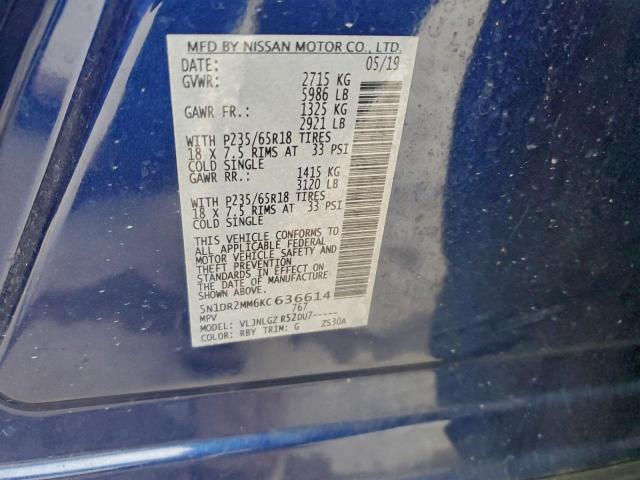 MFD BY NISSAN MOTOR CO., LTD.
DATE: 05/19
GVWR: 2715 KG
5986 LB
GAWR FR.: 1325 KG
2921 LB
WITH P235/65R18 TIRES
18 X 7.5 RIMS AT 33 PSI
COLD SINGLE
GAWR RR.: 1415 KG
3120 LB
WITH P235/65R18 TIRES
18 X 7.5 RIMS AT 33 PSI
COLD SINGLE
THIS VEHICLE CONFORMS TO
ALL APPLICABLE FEDERAL
MOTOR VEHICLE SAFETY AND
THEFT PREVENTION
STANDARDS IN EFFECT ON THE
DATE OF MANUFACTURE
SHOWN ABOVE.
5N1DR2MM6KC636614
MPV 767
MODEL: VLJNLGZ R52DU7-----
COLOR: RBY TRIM: G ZS30A